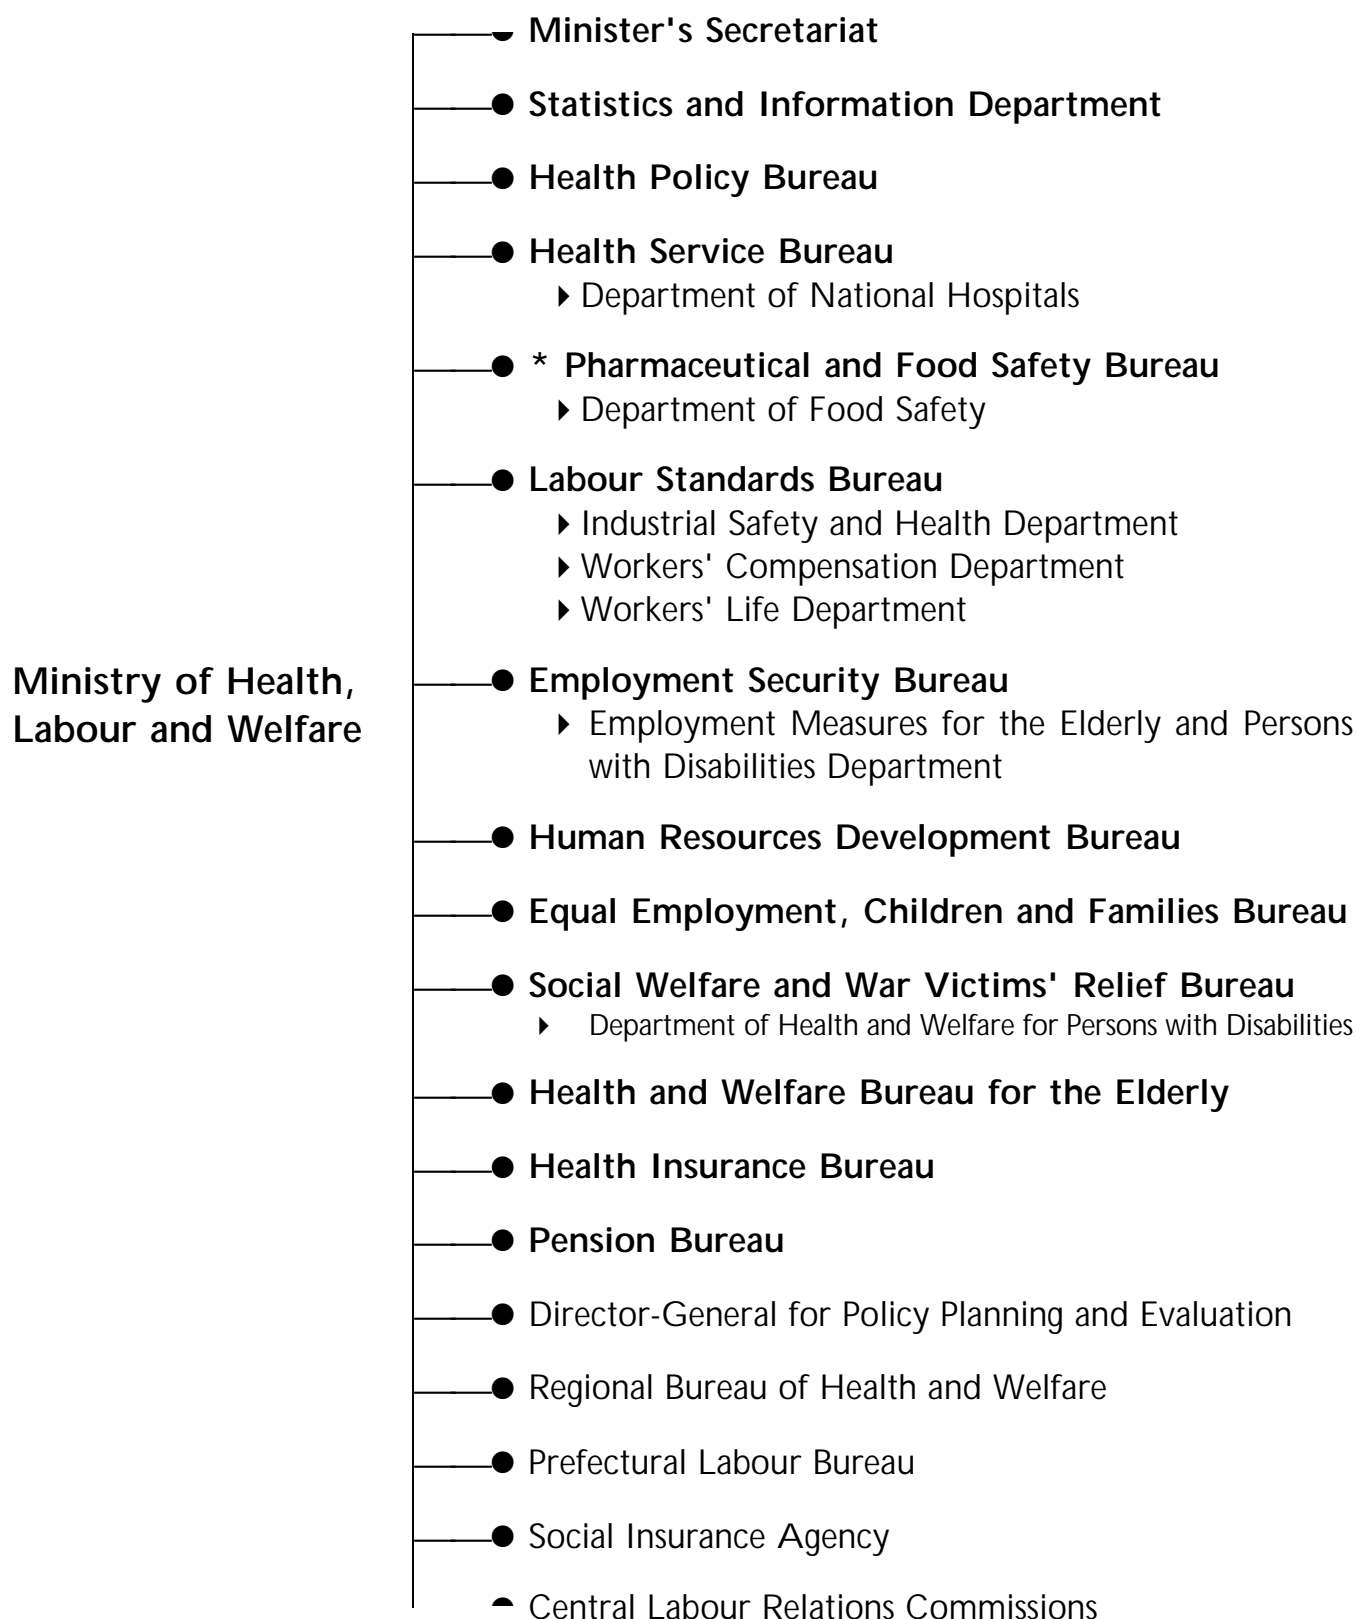 Minister's Secretariat
Statistics and Information Department
Health Policy Bureau
Health Service Bureau
Department of National Hospitals
* Pharmaceutical and Food Safety Bureau
Department of Food Safety
Labour Standards Bureau
Industrial Safety and Health Department
Workers' Compensation Department
Workers' Life Department
Ministry of Health,
Labour and Welfare
Employment Security Bureau
Employment Measures for the Elderly and Persons
with Disabilities Department
Human Resources Development Bureau
Equal Employment, Children and Families Bureau
Social Welfare and War Victims' Relief Bureau
Department of Health and Welfare for Persons with Disabilities
Health and Welfare Bureau for the Elderly
Health Insurance Bureau
Pension Bureau
Director-General for Policy Planning and Evaluation
Regional Bureau of Health and Welfare
Prefectural Labour Bureau
Social Insurance Agency
Central Labour Relations Commissions